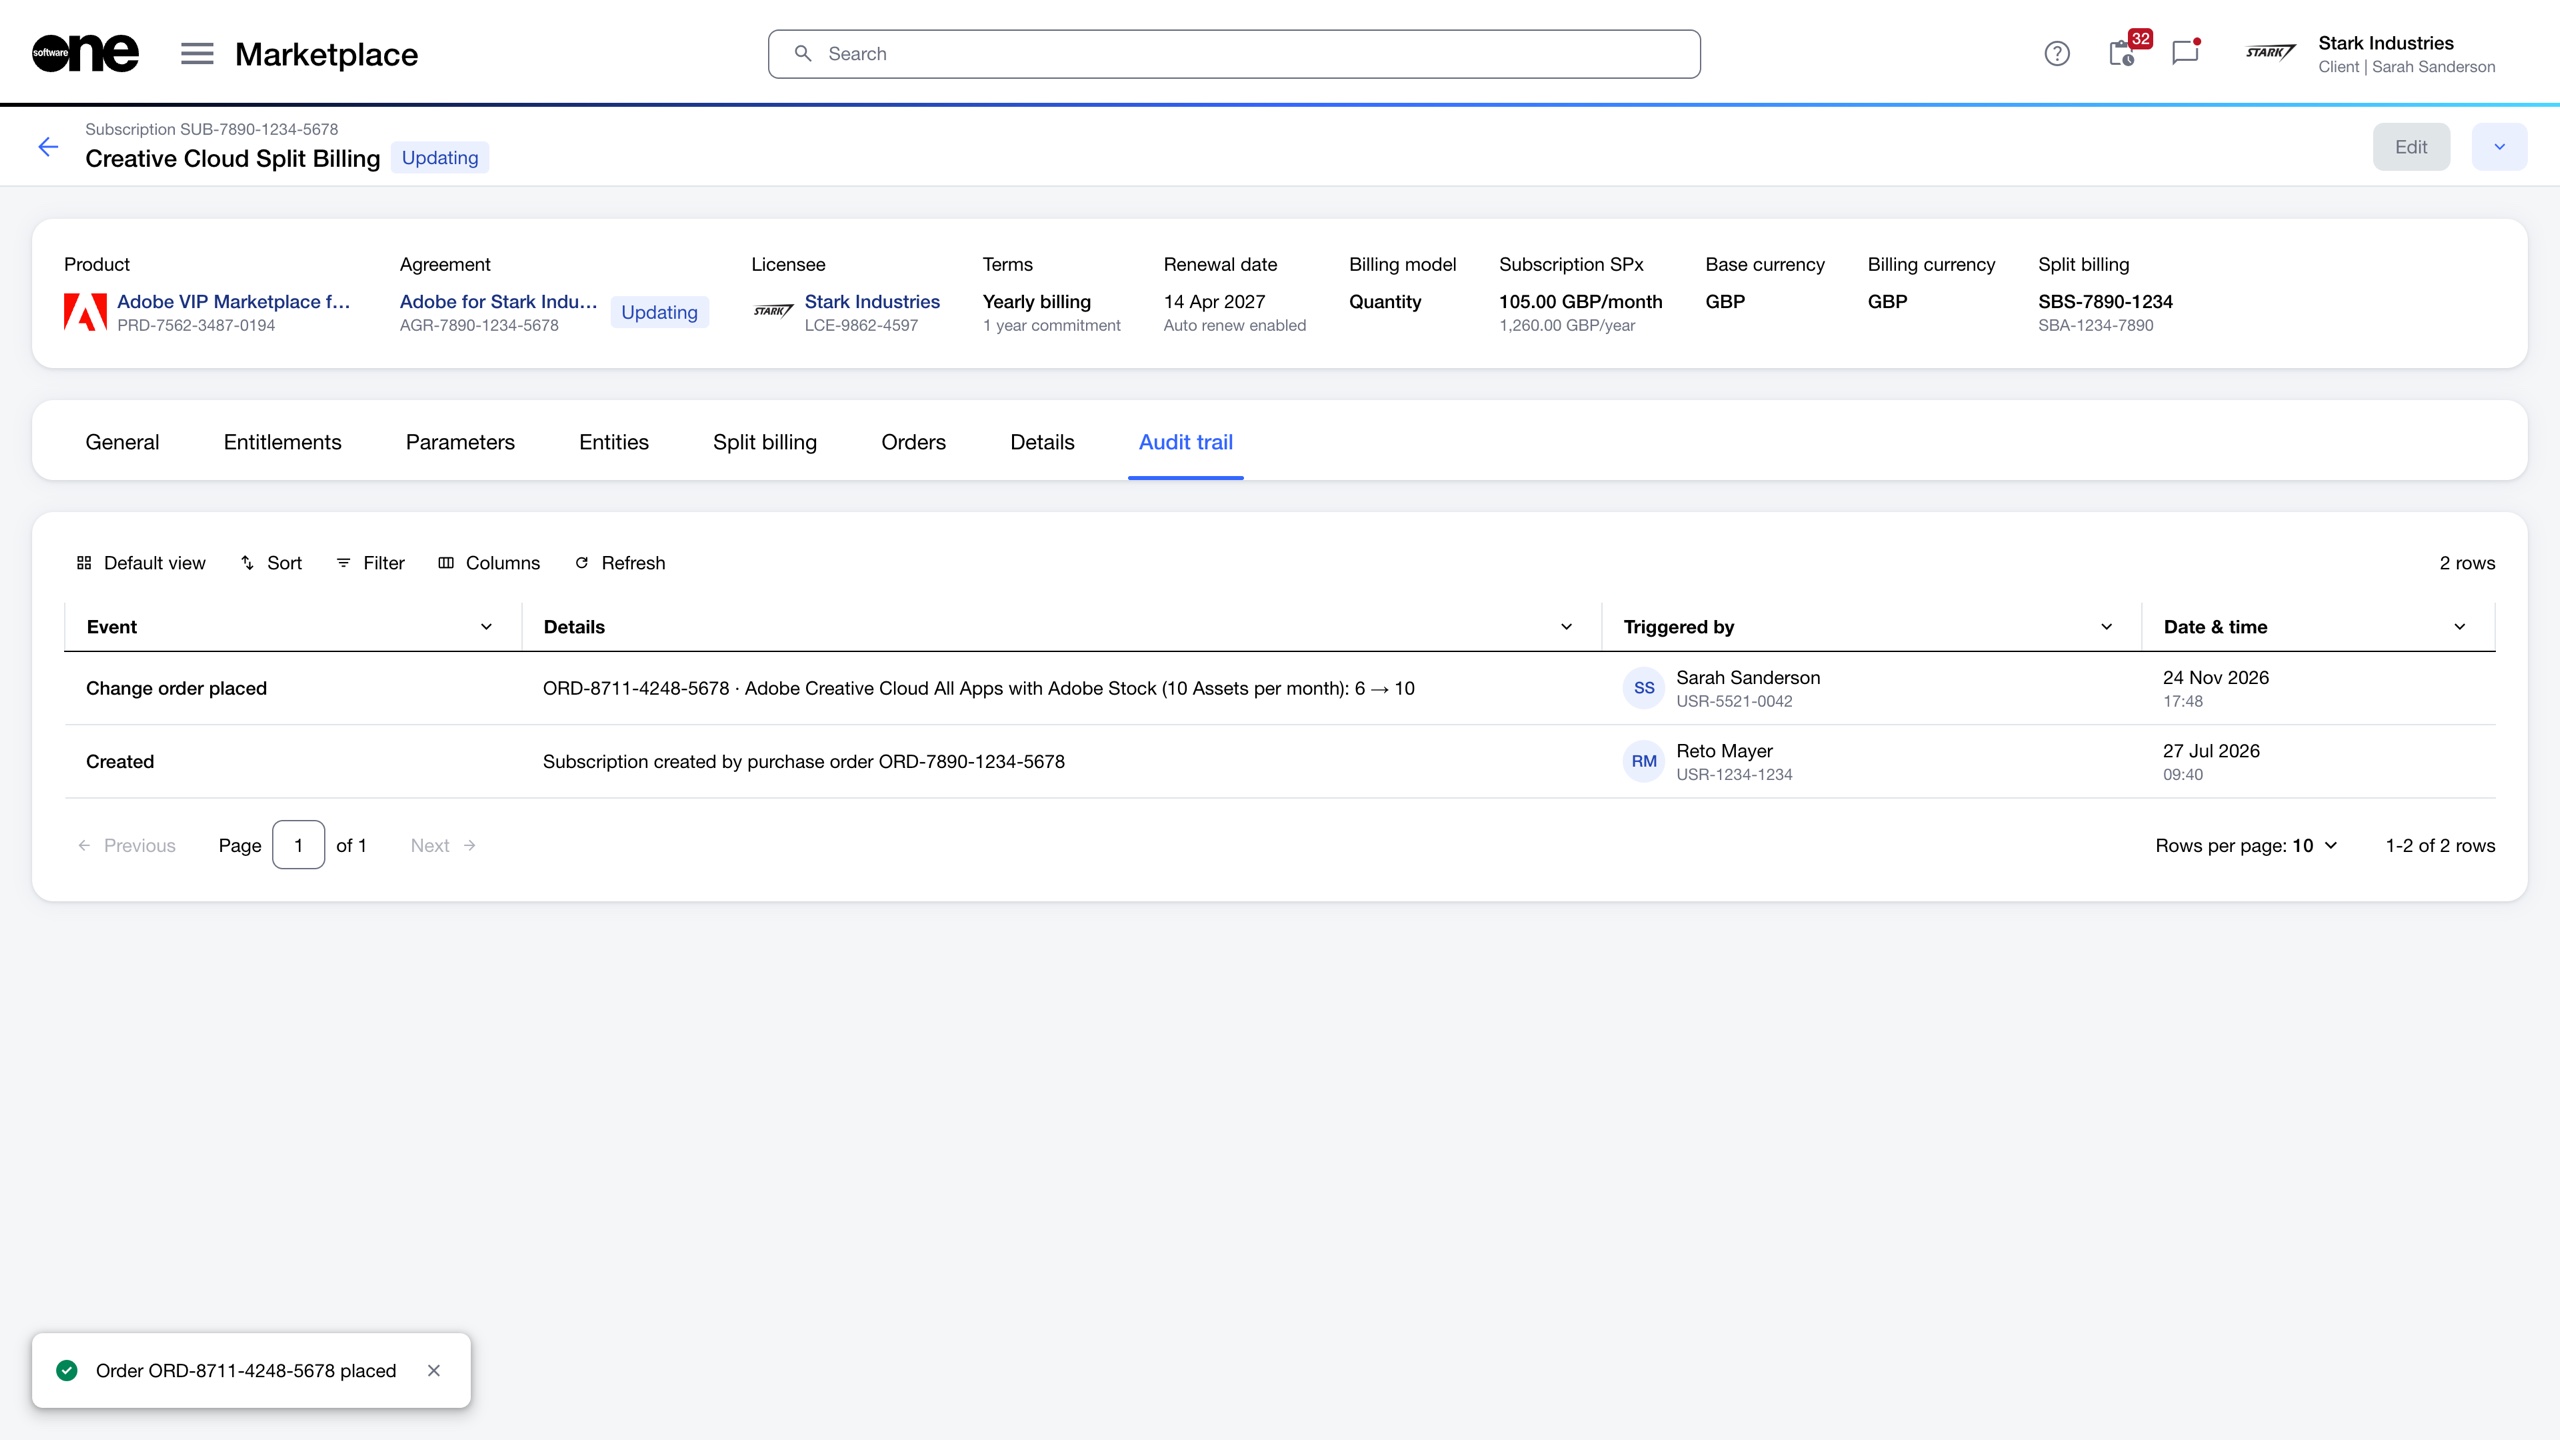 software one
Marketplace
Search
32
STARK
Stark Industries
Client | Sarah Sanderson
Subscription SUB-7890-1234-5678
Creative Cloud Split Billing
Updating
Edit
Product
Adobe VIP Marketplace f...
PRD-7562-3487-0194
Agreement
Adobe for Stark Indu...
AGR-7890-1234-5678
Updating
Licensee
STARK
Stark Industries
LCE-9862-4597
Terms
Yearly billing
1 year commitment
Renewal date
14 Apr 2027
Auto renew enabled
Billing model
Quantity
Subscription SPx
105.00 GBP/month
1,260.00 GBP/year
Base currency
GBP
Billing currency
GBP
Split billing
SBS-7890-1234
SBA-1234-7890
General Entitlements Parameters Entities Split billing Orders Details Audit trail
Default view Sort Filter Columns Refresh
2 rows
Event Details Triggered by Date & time
Change order placed
ORD-8711-4248-5678 · Adobe Creative Cloud All Apps with Adobe Stock (10 Assets per month): 6 → 10
SS
Sarah Sanderson
USR-5521-0042
24 Nov 2026
17:48
Created
Subscription created by purchase order ORD-7890-1234-5678
RM
Reto Mayer
USR-1234-1234
27 Jul 2026
09:40
Previous Page 1 of 1 Next
Rows per page: 10
1-2 of 2 rows
Order ORD-8711-4248-5678 placed